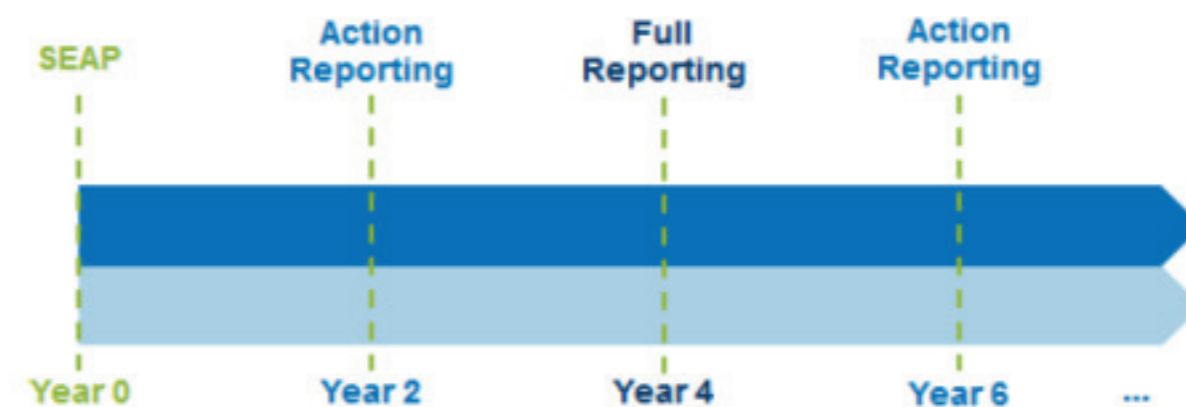 SEAP
Action
Reporting
Full
Reporting
Action
Reporting
Year 0
Year 2
Year 4
Year 6
...